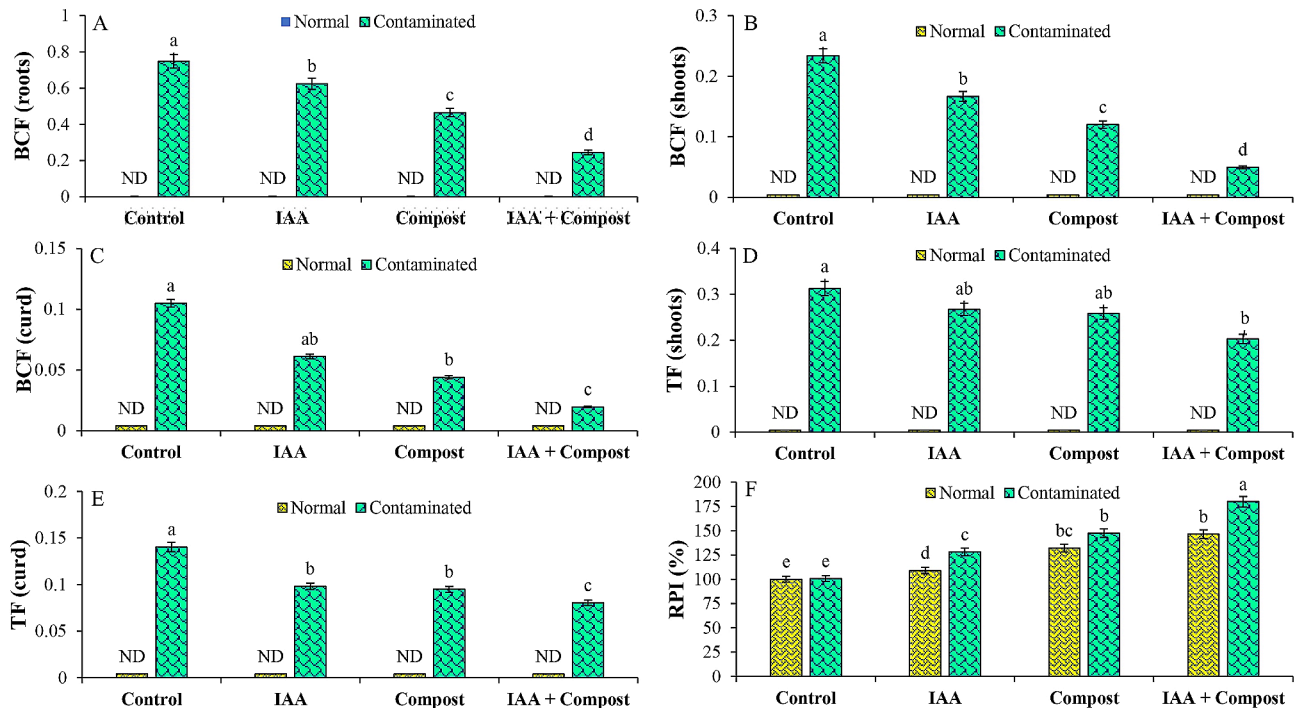 A
Normal Contaminated
BCF (roots)
1
0.8
0.6
0.4
0.2
0
a
b
c
d
ND ND ND ND
Control IAA Compost IAA + Compost
B
Normal Contaminated
BCF (shoots)
0.3
0.2
0.1
0
a
b
c
d
ND ND ND ND
Control IAA Compost IAA + Compost
C
Normal Contaminated
BCF (curd)
0.15
0.1
0.05
0
a
ab
b
c
ND ND ND ND
Control IAA Compost IAA + Compost
D
Normal Contaminated
TF (shoots)
0.4
0.3
0.2
0.1
0
a
ab ab
b
ND ND ND ND
Control IAA Compost IAA + Compost
E
Normal Contaminated
TF (curd)
0.2
0.15
0.1
0.05
0
a
b b
c
ND ND ND ND
Control IAA Compost IAA + Compost
F
Normal Contaminated
RPI (%)
200
175
150
125
100
75
50
25
0
e e d c bc b b a
Control IAA Compost IAA + Compost